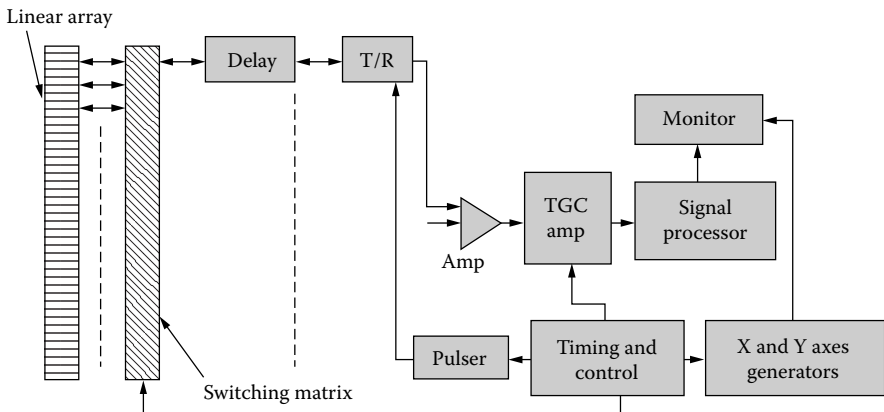 Linear array
Delay
T/R
Monitor
TGC
amp
Signal
processor
Amp
Pulser
Timing and
control
X and Y axes
generators
Switching matrix